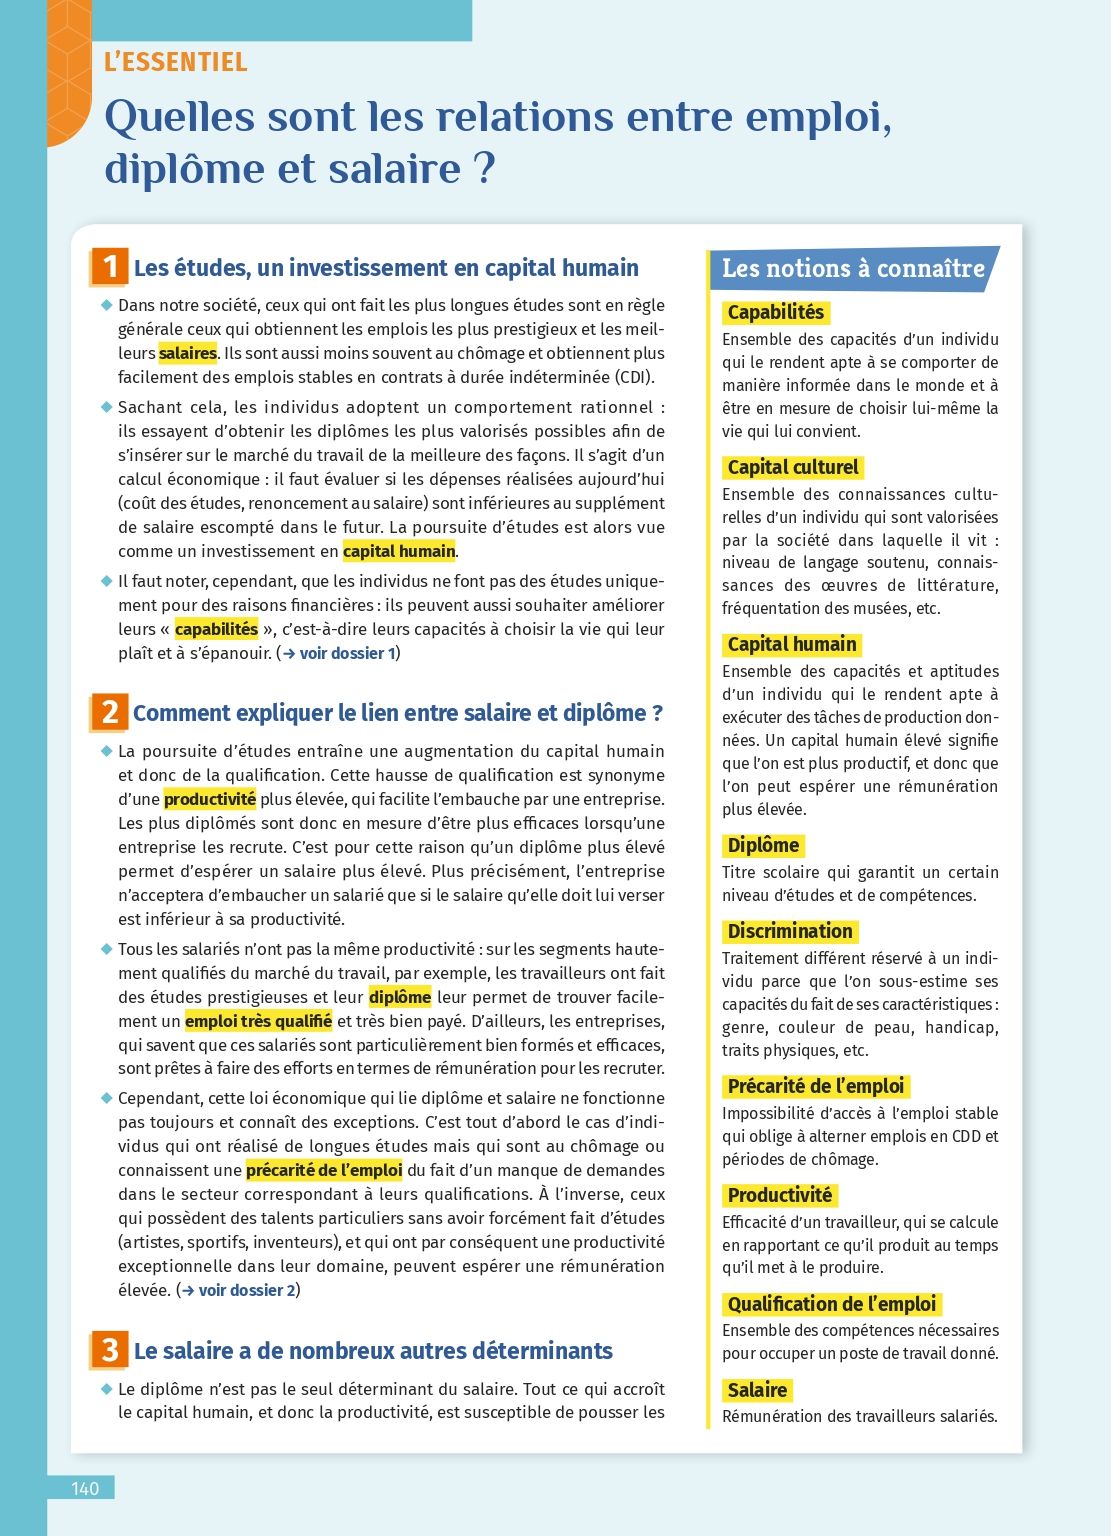 L'ESSENTIEL
Quelles sont les relations entre emploi,
diplôme et salaire ?
1 Les études, un investissement en capital humain
Dans notre société, ceux qui ont fait les plus longues études sont en règle
générale ceux qui obtiennent les emplois les plus prestigieux et les meil-
leurs salaires. Ils sont aussi moins souvent au chômage et obtiennent plus
facilement des emplois stables en contrats à durée indéterminée (CDI).
Sachant cela, les individus adoptent un comportement rationnel :
ils essayent d'obtenir les diplômes les plus valorisés possibles afin de
s'insérer sur le marché du travail de la meilleure des façons. Il s'agit d'un
calcul économique : il faut évaluer si les dépenses réalisées aujourd'hui
(coût des études, renoncement au salaire) sont inférieures au supplément
de salaire escompté dans le futur. La poursuite d'études est alors vue
comme un investissement en capital humain.
Il faut noter, cependant, que les individus ne font pas des études unique-
ment pour des raisons financières : ils peuvent aussi souhaiter améliorer
leurs « capabilités », c'est-à-dire leurs capacités à choisir la vie qui leur
plaît et à s'épanouir. (→ voir dossier 1)
2 Comment expliquer le lien entre salaire et diplôme ?
La poursuite d'études entraîne une augmentation du capital humain
et donc de la qualification. Cette hausse de qualification est synonyme
d'une productivité plus élevée, qui facilite l'embauche par une entreprise.
Les plus diplômés sont donc en mesure d'être plus efficaces lorsqu'une
entreprise les recrute. C'est pour cette raison qu'un diplôme plus élevé
permet d'espérer un salaire plus élevé. Plus précisément, l'entreprise
n'acceptera d'embaucher un salarié que si le salaire qu'elle doit lui verser
est inférieur à sa productivité.
Tous les salariés n'ont pas la même productivité : sur les segments haute-
ment qualifiés du marché du travail, par exemple, les travailleurs ont fait
des études prestigieuses et leur diplôme leur permet de trouver facile-
ment un emploi très qualifié et très bien payé. D'ailleurs, les entreprises,
qui savent que ces salariés sont particulièrement bien formés et efficaces,
sont prêtes à faire des efforts en termes de rémunération pour les recruter.
Cependant, cette loi économique qui lie diplôme et salaire ne fonctionne
pas toujours et connaît des exceptions. C'est tout d'abord le cas d'indi-
vidus qui ont réalisé de longues études mais qui sont au chômage ou
connaissent une précarité de l'emploi du fait d'un manque de demandes
dans le secteur correspondant à leurs qualifications. À l'inverse, ceux
qui possèdent des talents particuliers sans avoir forcément fait d'études
(artistes, sportifs, inventeurs), et qui ont par conséquent une productivité
exceptionnelle dans leur domaine, peuvent espérer une rémunération
élevée. (→ voir dossier 2)
3 Le salaire a de nombreux autres déterminants
Le diplôme n'est pas le seul déterminant du salaire. Tout ce qui accroît
le capital humain, et donc la productivité, est susceptible de pousser les
Les notions à connaître
Capabilités
Ensemble des capacités d'un individu
qui le rendent apte à se comporter de
manière informée dans le monde et à
être en mesure de choisir lui-même la
vie qui lui convient.
Capital culturel
Ensemble des connaissances cultu-
relles d'un individu qui sont valorisées
par la société dans laquelle il vit :
niveau de langage soutenu, connais-
sances des œuvres de littérature,
fréquentation des musées, etc.
Capital humain
Ensemble des capacités et aptitudes
d'un individu qui le rendent apte à
exécuter des tâches de production don-
nées. Un capital humain élevé signifie
que l'on est plus productif, et donc que
l'on peut espérer une rémunération
plus élevée.
Diplôme
Titre scolaire qui garantit un certain
niveau d'études et de compétences.
Discrimination
Traitement différent réservé à un indi-
vidu parce que l'on sous-estime ses
capacités du fait de ses caractéristiques :
genre, couleur de peau, handicap,
traits physiques, etc.
Précarité de l'emploi
Impossibilité d'accès à l'emploi stable
qui oblige à alterner emplois en CDD et
périodes de chômage.
Productivité
Efficacité d'un travailleur, qui se calcule
en rapportant ce qu'il produit au temps
qu'il met à le produire.
Qualification de l'emploi
Ensemble des compétences nécessaires
pour occuper un poste de travail donné.
Salaire
Rémunération des travailleurs salariés.
140